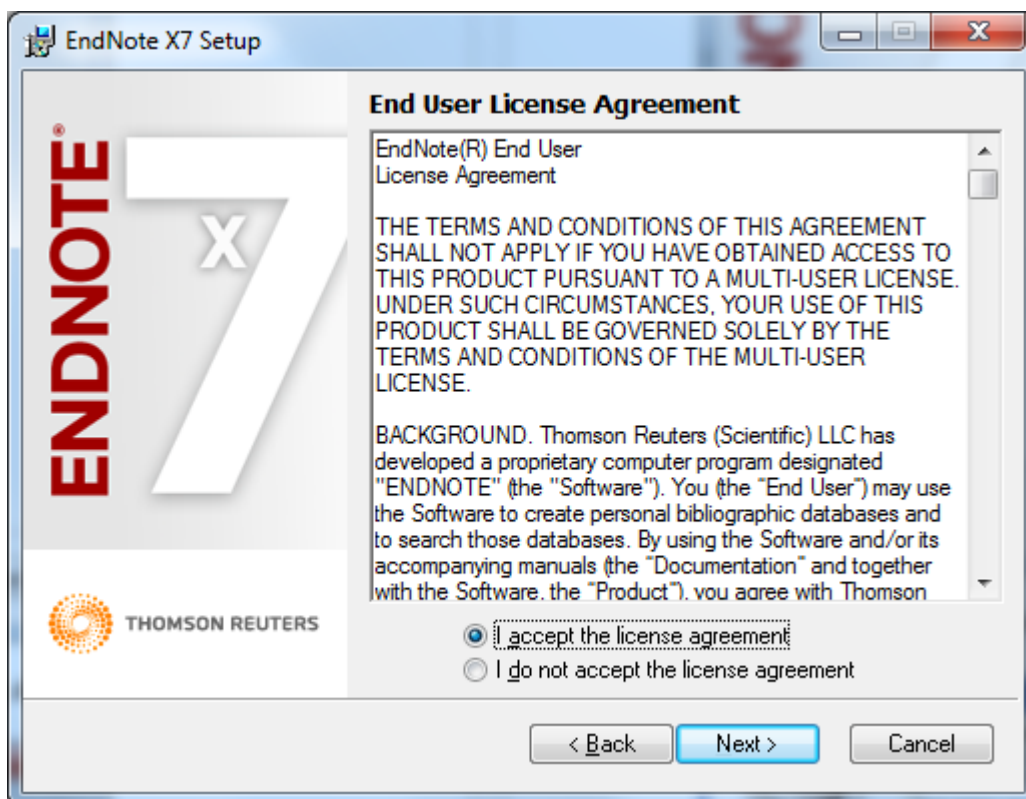 EndNote X7 Setup
ENDNOTE®
X7
End User License Agreement
EndNote(R) End User
License Agreement
THE TERMS AND CONDITIONS OF THIS AGREEMENT
SHALL NOT APPLY IF YOU HAVE OBTAINED ACCESS TO
THIS PRODUCT PURSUANT TO A MULTI-USER LICENSE.
UNDER SUCH CIRCUMSTANCES, YOUR USE OF THIS
PRODUCT SHALL BE GOVERNED SOLELY BY THE
TERMS AND CONDITIONS OF THE MULTI-USER
LICENSE.
BACKGROUND. Thomson Reuters (Scientific) LLC has
developed a proprietary computer program designated
"ENDNOTE" (the "Software"). You (the "End User") may use
the Software to create personal bibliographic databases and
to search those databases. By using the Software and/or its
accompanying manuals (the "Documentation" and together
with the Software, the "Product"), you agree with Thomson
THOMSON REUTERS
I accept the license agreement
I do not accept the license agreement
< Back
Next >
Cancel